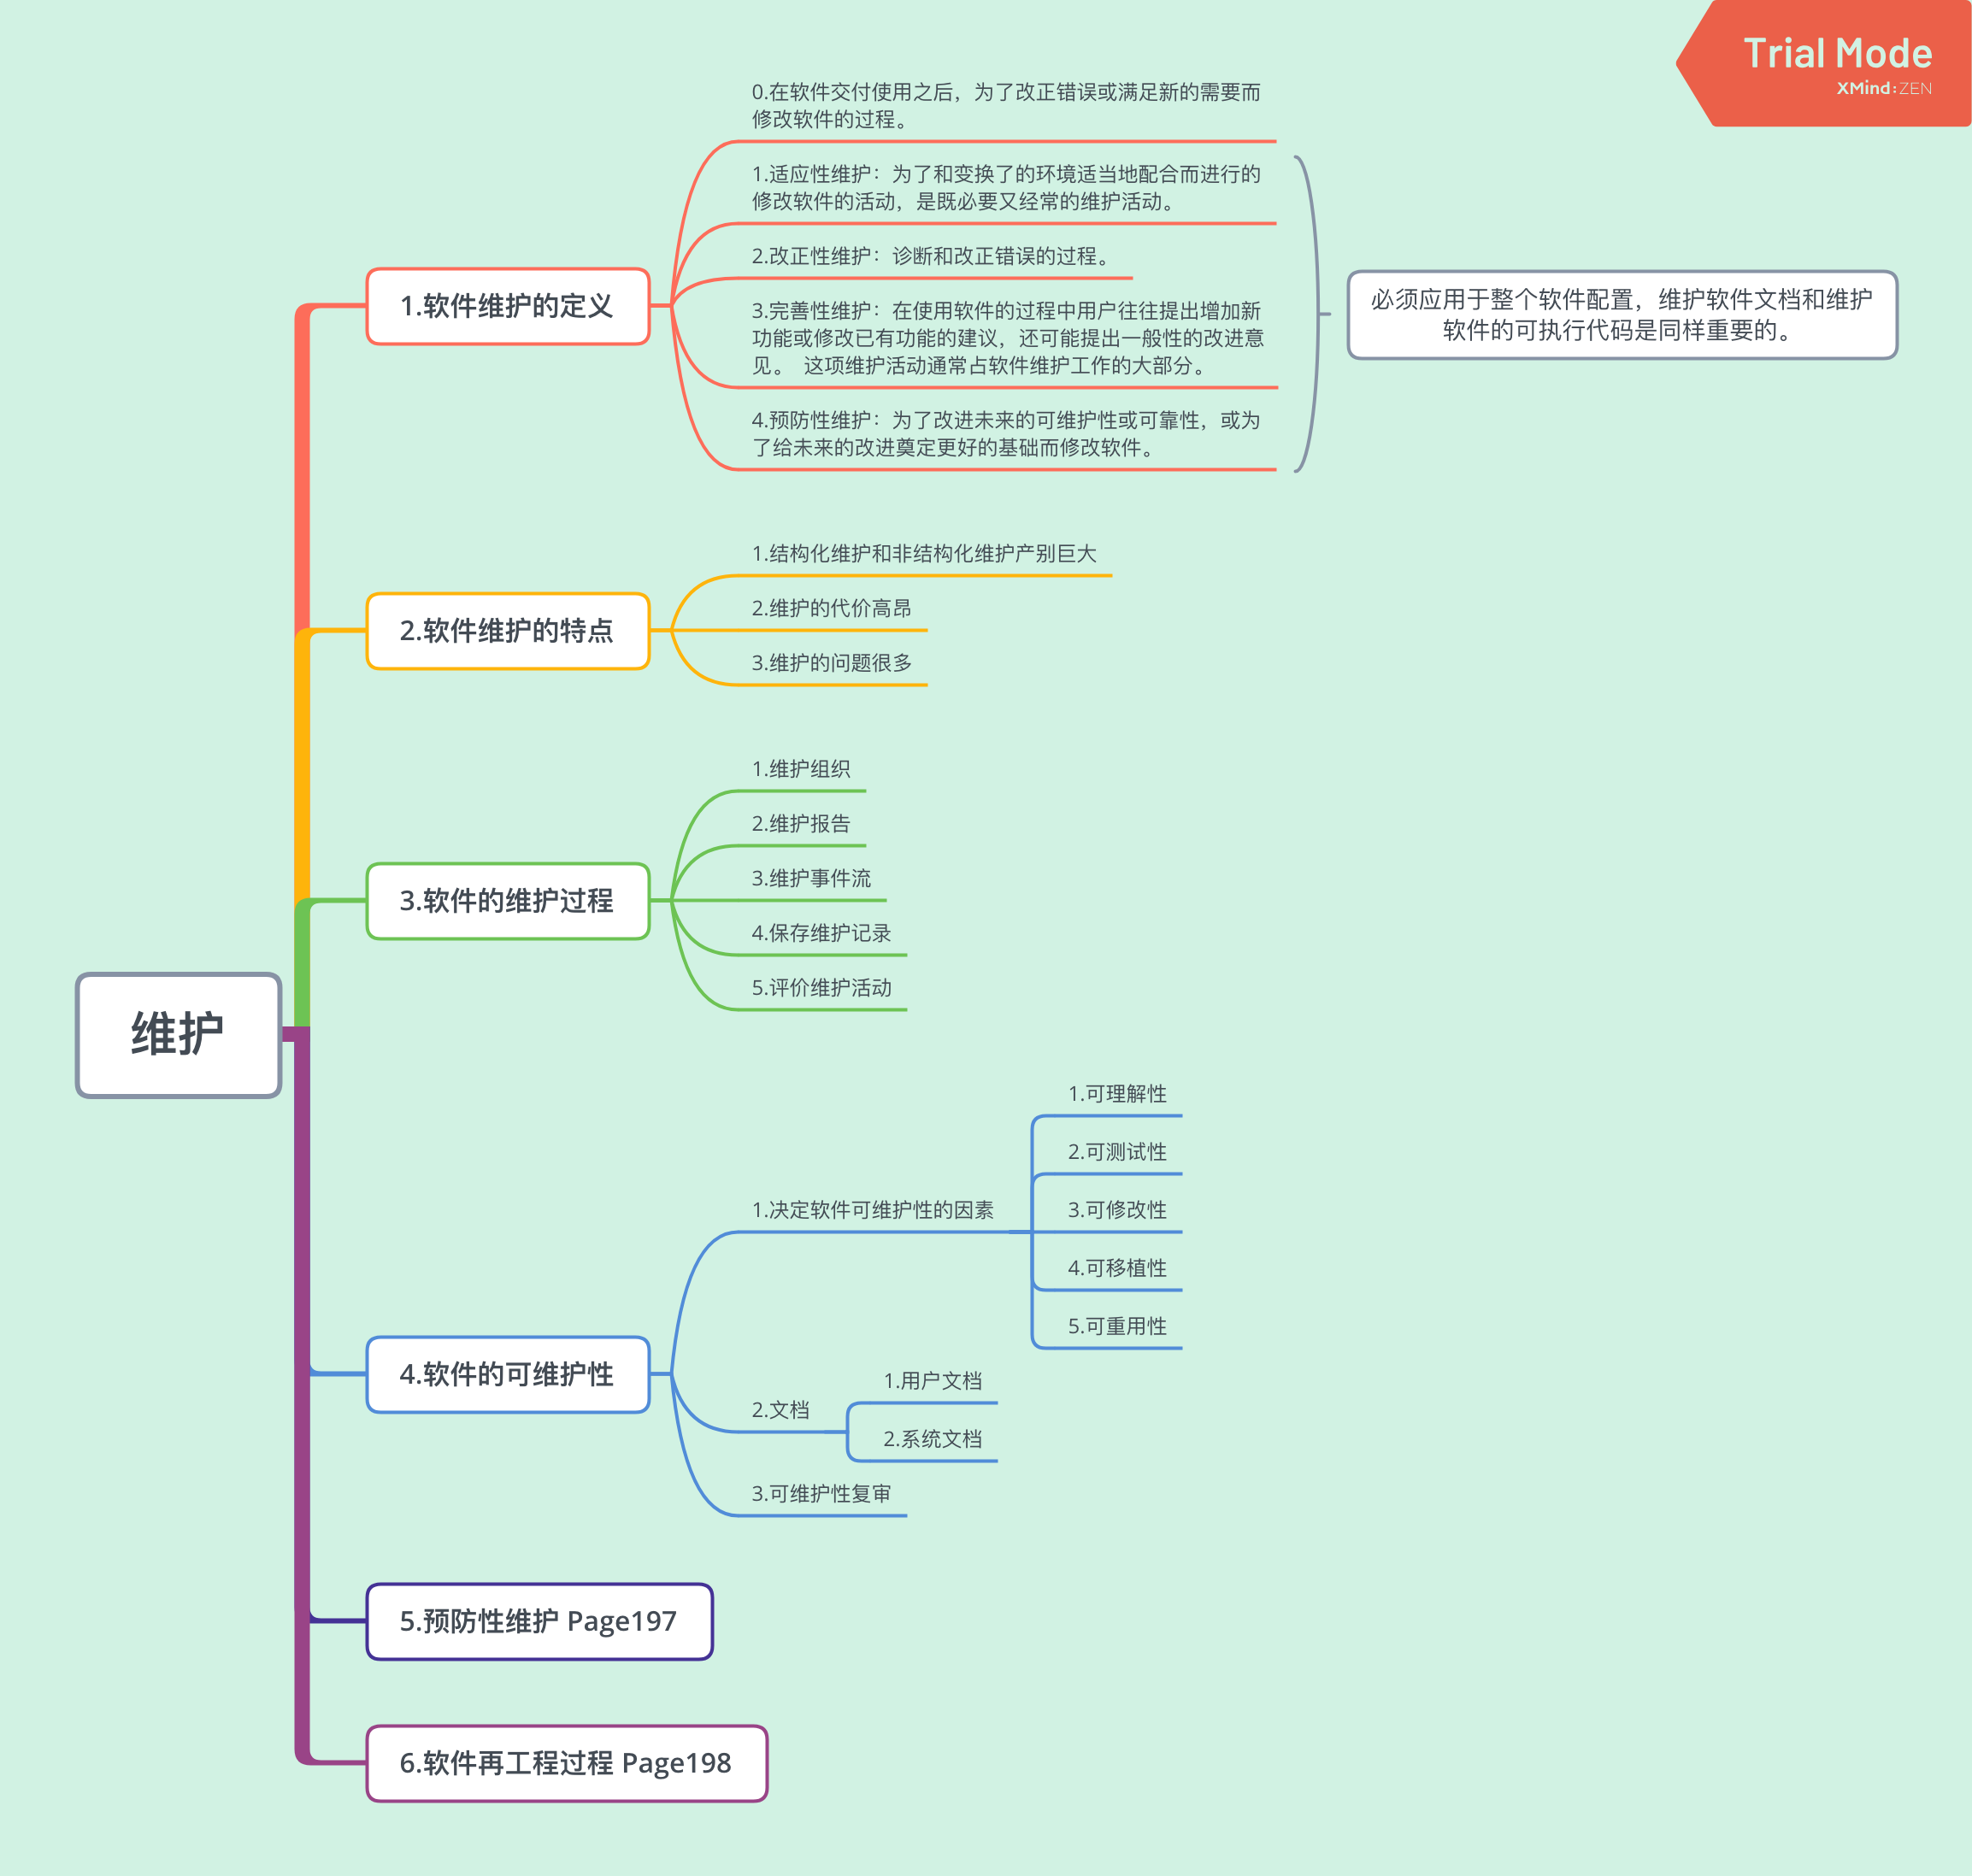 Trial Mode
XMind:ZEN
维护
1.软件维护的定义
0.在软件交付使用之后，为了改正错误或满足新的需要而
修改软件的过程。
1.适应性维护：为了和变换了的环境适当地配合而进行的
修改软件的活动，是既必要又经常的维护活动。
2.改正性维护：诊断和改正错误的过程。
3.完善性维护：在使用软件的过程中用户往往提出增加新
功能或修改已有功能的建议，还可能提出一般性的改进意
见。 这项维护活动通常占软件维护工作的大部分。
4.预防性维护：为了改进未来的可维护性或可靠性，或为
了给未来的改进奠定更好的基础而修改软件。
必须应用于整个软件配置，维护软件文档和维护
软件的可执行代码是同样重要的。
2.软件维护的特点
1.结构化维护和非结构化维护产别巨大
2.维护的代价高昂
3.维护的问题很多
3.软件的维护过程
1.维护组织
2.维护报告
3.维护事件流
4.保存维护记录
5.评价维护活动
4.软件的可维护性
1.决定软件可维护性的因素
1.可理解性
2.可测试性
3.可修改性
4.可移植性
5.可重用性
2.文档
1.用户文档
2.系统文档
3.可维护性复审
5.预防性维护 Page197
6.软件再工程过程 Page198